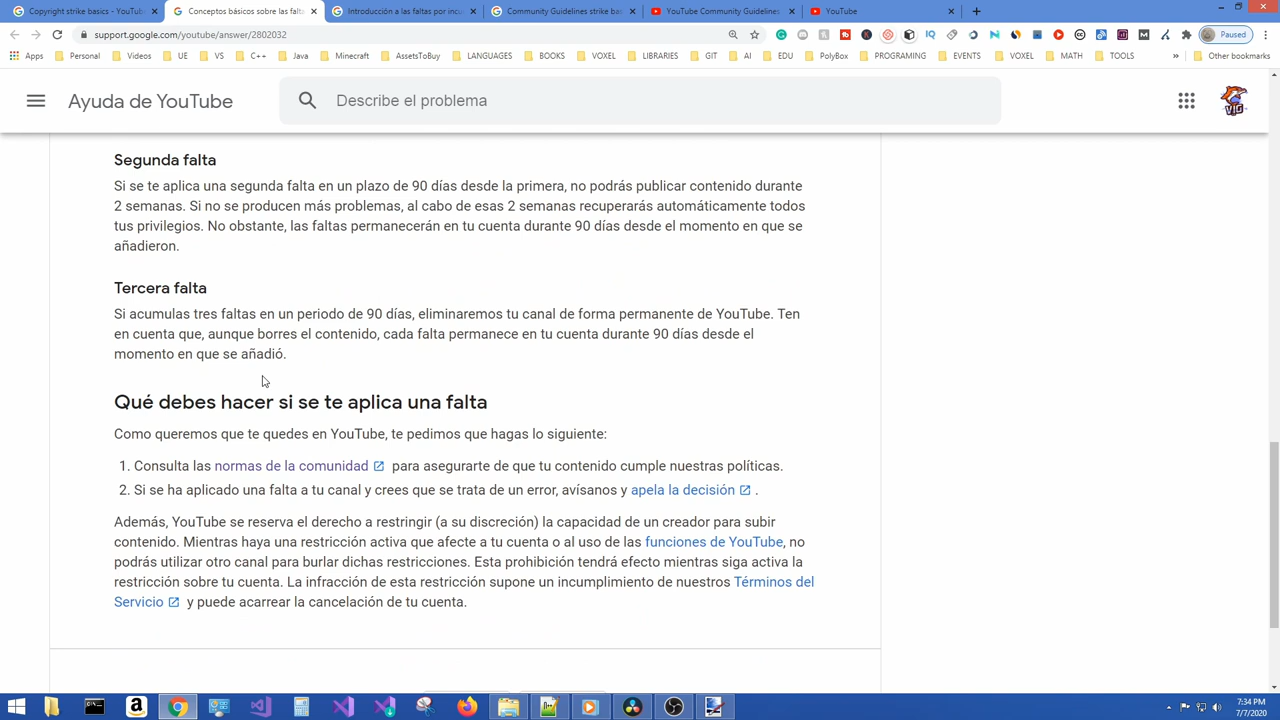 Copyright strike basics - YouTub
Conceptos básicos sobre las falta
Introducción a las faltas por incu
Community Guidelines strike bas
YouTube Community Guidelines
YouTube
support.google.com/youtube/answer/2802032
Paused
Apps
Personal
Videos
UE
VS
C++
Java
Minecraft
AssetsToBuy
LANGUAGES
BOOKS
VOXEL
LIBRARIES
GIT
AI
EDU
PolyBox
PROGRAMING
EVENTS
VOXEL
MATH
TOOLS
Other bookmarks
Ayuda de YouTube
Describe el problema
Segunda falta
Si se te aplica una segunda falta en un plazo de 90 días desde la primera, no podrás publicar contenido durante
2 semanas. Si no se producen más problemas, al cabo de esas 2 semanas recuperarás automáticamente todos
tus privilegios. No obstante, las faltas permanecerán en tu cuenta durante 90 días desde el momento en que se
añadieron.
Tercera falta
Si acumulas tres faltas en un periodo de 90 días, eliminaremos tu canal de forma permanente de YouTube. Ten
en cuenta que, aunque borres el contenido, cada falta permanece en tu cuenta durante 90 días desde el
momento en que se añadió.
Qué debes hacer si se te aplica una falta
Como queremos que te quedes en YouTube, te pedimos que hagas lo siguiente:
1. Consulta las normas de la comunidad para asegurarte de que tu contenido cumple nuestras políticas.
2. Si se ha aplicado una falta a tu canal y crees que se trata de un error, avísanos y apela la decisión .
Además, YouTube se reserva el derecho a restringir (a su discreción) la capacidad de un creador para subir
contenido. Mientras haya una restricción activa que afecte a tu cuenta o al uso de las funciones de YouTube, no
podrás utilizar otro canal para burlar dichas restricciones. Esta prohibición tendrá efecto mientras siga activa la
restricción sobre tu cuenta. La infracción de esta restricción supone un incumplimiento de nuestros Términos del
Servicio y puede acarrear la cancelación de tu cuenta.
7:34 PM
7/7/2020